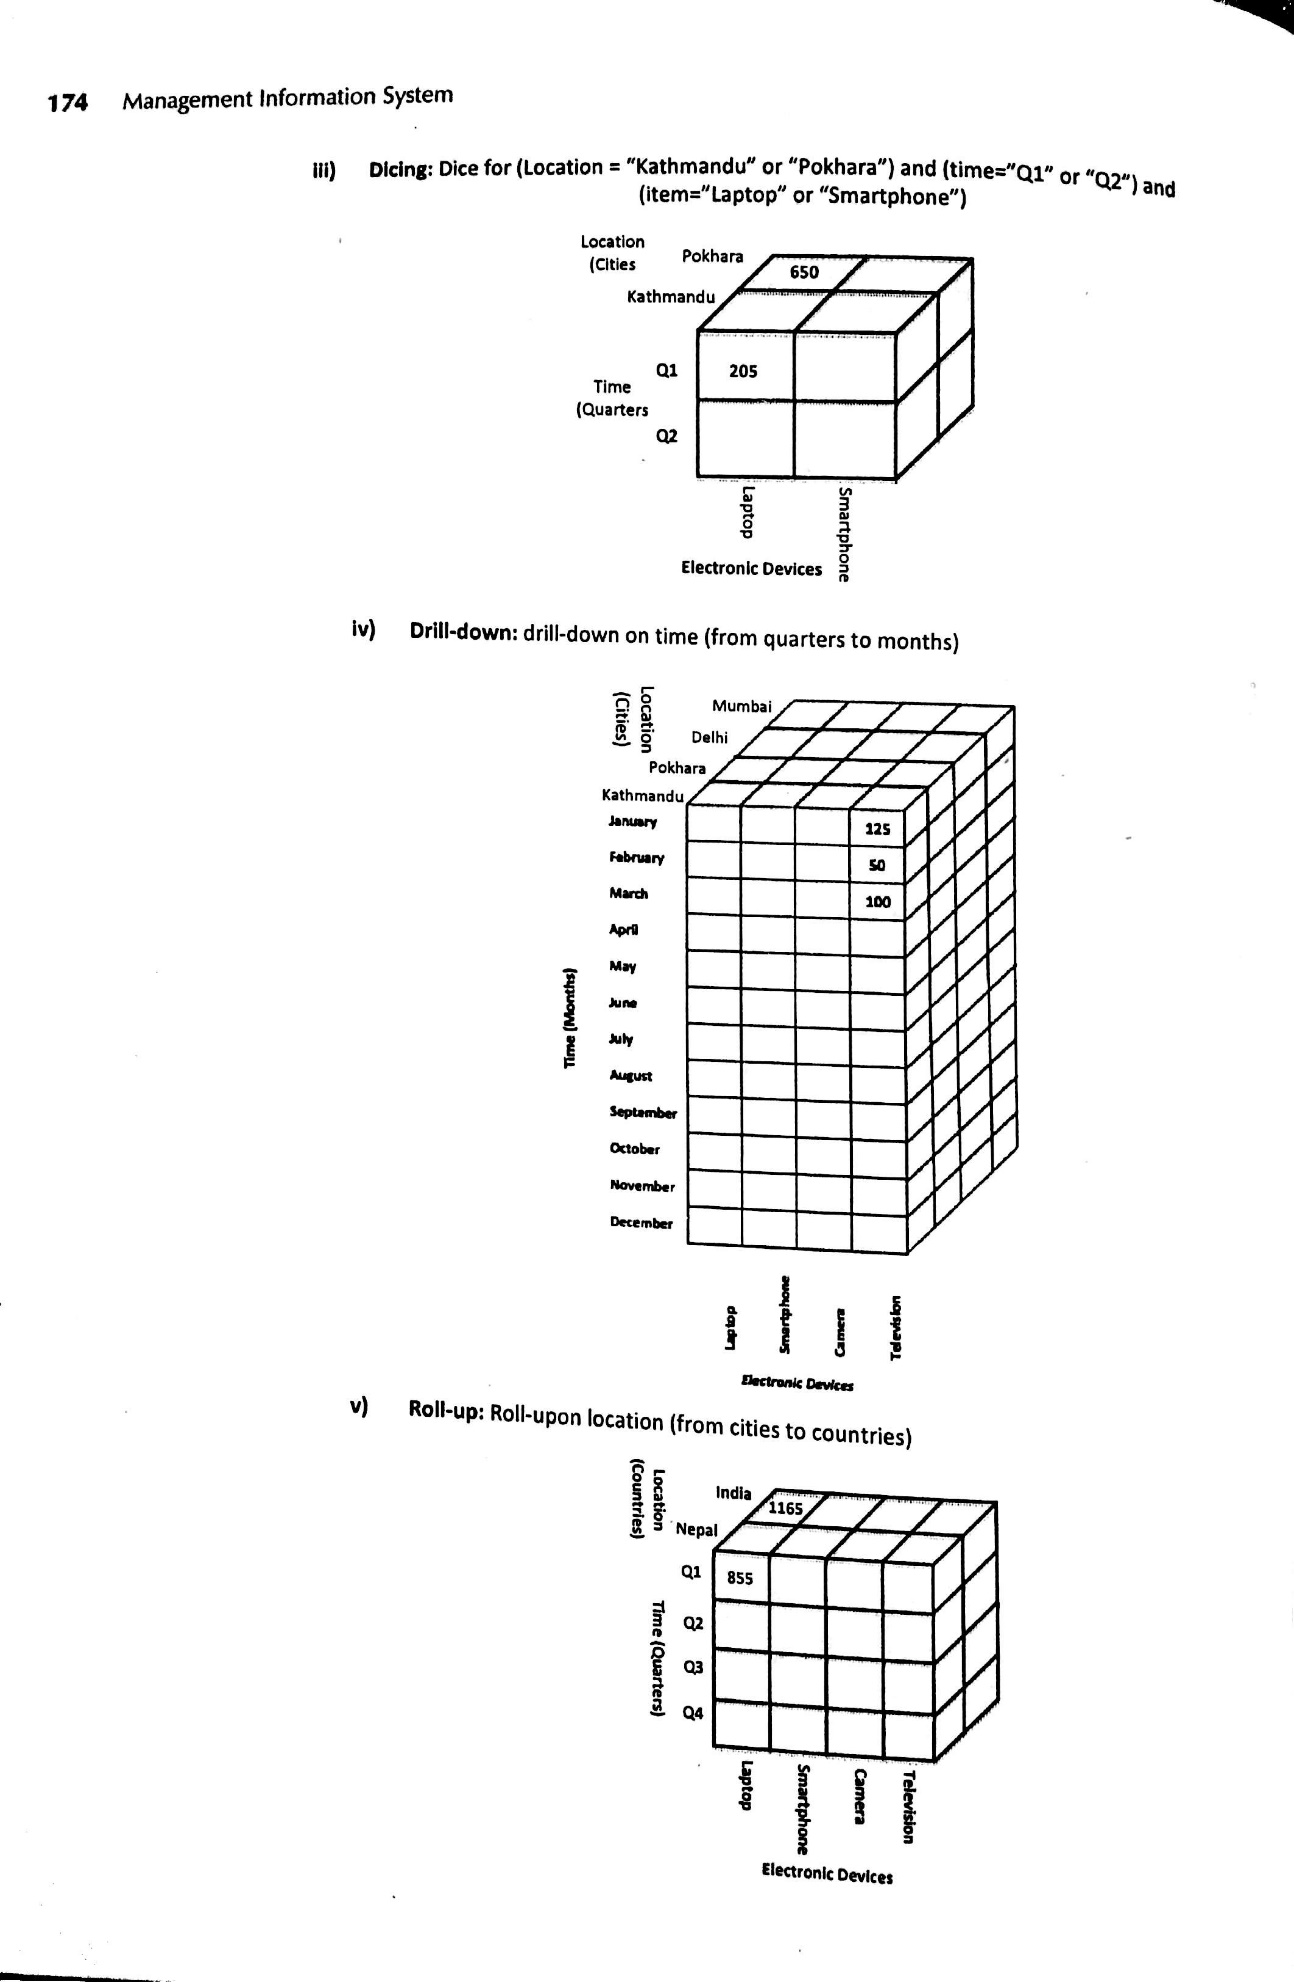 174 Management Information System
iii) Dicing: Dice for (Location = "Kathmandu" or "Pokhara") and (time="Q1" or "Q2") and
(item="Laptop" or "Smartphone")
Location
(Cities
Pokhara
650
Kathmandu
Q1
205
Time
(Quarters
Q2
Laptop
Smartphone
Electronic Devices
iv) Drill-down: drill-down on time (from quarters to months)
Location
(Cities)
Mumbai
Delhi
Pokhara
Kathmandu
January
125
February
50
March
100
April
May
June
July
August
September
October
November
December
Time (Months)
Laptop
Smartphone
Camera
Television
Electronic Devices
v) Roll-up: Roll-upon location (from cities to countries)
Location
(Countries)
India
1165
Nepal
Q1
855
Q2
Q3
Q4
Time (Quarters)
Laptop
Smartphone
Camera
Television
Electronic Devices